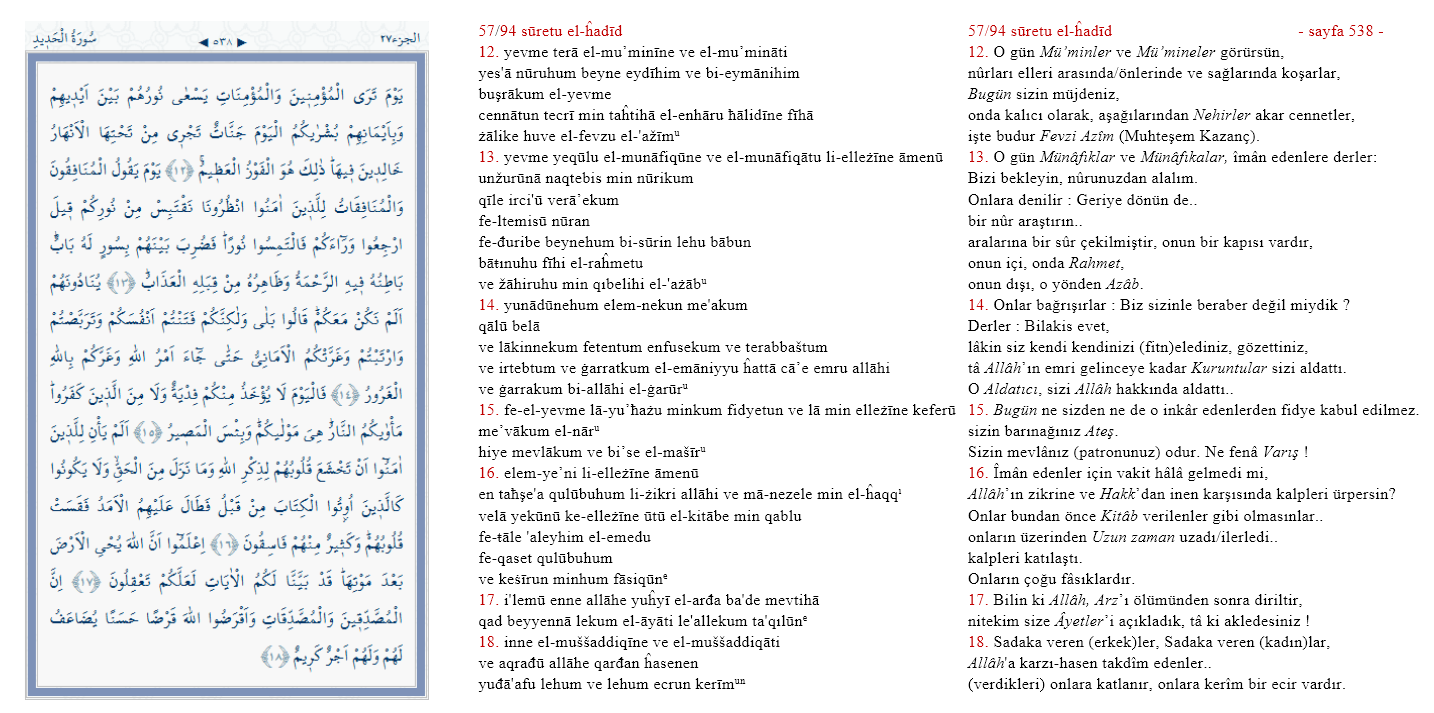 سُورَةُ الْحَد۪يدِ
٥٣٨
الجزء٢٧
يَوْمَ تَرَى الْمُؤْمِن۪ينَ وَالْمُؤْمِنَاتِ يَسْعٰى نُورُهُمْ بَيْنَ اَيْد۪يهِمْ
وَبِاَيْمَانِهِمْ بُشْرٰيكُمُ الْيَوْمَ جَنَّاتٌ تَجْر۪ي مِنْ تَحْتِهَا الْاَنْهَارُ
خَالِد۪ينَ ف۪يهَاۜ ذٰلِكَ هُوَ الْفَوْزُ الْعَظ۪يمُۚ ﴿١٢﴾ يَوْمَ يَقُولُ الْمُنَافِقُونَ
وَالْمُنَافِقَاتُ لِلَّذ۪ينَ اٰمَنُوا انْظُرُونَا نَقْتَبِسْ مِنْ نُورِكُمْۚ ق۪يلَ
ارْجِعُوا وَرَٓاءَكُمْ فَالْتَمِسُوا نُورًاۜ فَضُرِبَ بَيْنَهُمْ بِسُورٍ لَهُ بَابٌۜ
بَاطِنُهُ ف۪يهِ الرَّحْمَةُ وَظَاهِرُهُ مِنْ قِبَلِهِ الْعَذَابُۜ ﴿١٣﴾ يُنَادُونَهُمْ
اَلَمْ نَكُنْ مَعَكُمْۜ قَالُوا بَلٰى وَلٰكِنَّكُمْ فَتَنْتُمْ اَنْفُسَكُمْ وَتَرَبَّصْتُمْ
وَارْتَبْتُمْ وَغَرَّتْكُمُ الْاَمَانِيُّ حَتّٰى جَٓاءَ اَمْرُ اللّٰهِ وَغَرَّكُمْ بِاللّٰهِ
الْغَرُورُ ﴿١٤﴾ فَالْيَوْمَ لَا يُؤْخَذُ مِنْكُمْ فِدْيَةٌ وَلَا مِنَ الَّذ۪ينَ كَفَرُواۜ
مَأْوٰيكُمُ النَّارُۜ هِيَ مَوْلٰيكُمْۜ وَبِئْسَ الْمَص۪يرُ ﴿١٥﴾ اَلَمْ يَأْنِ لِلَّذ۪ينَ
اٰمَنُٓوا اَنْ تَخْشَعَ قُلُوبُهُمْ لِذِكْرِ اللّٰهِ وَمَا نَزَلَ مِنَ الْحَقِّۙ وَلَا يَكُونُوا
كَالَّذ۪ينَ اُو۫تُوا الْكِتَابَ مِنْ قَبْلُ فَطَالَ عَلَيْهِمُ الْاَمَدُ فَقَسَتْ
قُلُوبُهُمْۜ وَكَث۪يرٌ مِنْهُمْ فَاسِقُونَ ﴿١٦﴾ اِعْلَمُٓوا اَنَّ اللّٰهَ يُحْيِ الْاَرْضَ
بَعْدَ مَوْتِهَاۜ قَدْ بَيَّنَّا لَكُمُ الْاٰيَاتِ لَعَلَّكُمْ تَعْقِلُونَ ﴿١٧﴾ اِنَّ
الْمُصَّدِّق۪ينَ وَالْمُصَّدِّقَاتِ وَاَقْرَضُوا اللّٰهَ قَرْضًا حَسَنًا يُضَاعَفُ
لَهُمْ وَلَهُمْ اَجْرٌ كَر۪يمٌ ﴿١٨﴾
57/94 sūretu el-ĥadīd
12. yevme terā el-mu’minīne ve el-mu’mināti
yes'ā nūruhum beyne eydīhim ve bi-eymānihim
buşrākum el-yevme
cennātun tecrī min taĥtihā el-enhāru ħālidīne fīhā
żālike huve el-fevzu el-'ažīmᵘ
13. yevme yeqūlu el-munāfiqūne ve el-munāfiqātu li-elleżīne āmenū
unžurūnā naqtebis min nūrikum
qīle irci'ū verā’ekum
fe-ltemisū nūran
fe-đuribe beynehum bi-sūrin lehu bābun
bāŧınuhu fīhi el-raĥmetu
ve žāhiruhu min qıbelihi el-'ażābᵘ
14. yunādūnehum elem-nekun me'akum
qālū belā
ve lākinnekum fetentum enfusekum ve terabbaštum
ve irtebtum ve ġarratkum el-emāniyyu ĥattā cā’e emru allāhi
ve ġarrakum bi-allāhi el-ġarūrᵘ
15. fe-el-yevme lā-yu’ħażu minkum fidyetun ve lā min elleżīne keferū
me’vākum el-nārᵘ
hiye mevlākum ve bi’se el-mašīrᵘ
16. elem-ye’ni li-elleżīne āmenū
en taħşe'a qulūbuhum li-żikri allāhi ve mā-nezele min el-ĥaqqⁱ
velā yekūnū ke-elleżīne ūtū el-kitābe min qablu
fe-ŧāle 'aleyhim el-emedu
fe-qaset qulūbuhum
ve keśīrun minhum fāsiqūnᵉ
17. i'lemū enne allāhe yuĥyī el-arđa ba'de mevtihā
qad beyyennā lekum el-āyāti le'allekum ta'qılūnᵉ
18. inne el-muššaddiqīne ve el-muššaddiqāti
ve aqrađū allāhe qarđan ĥasenen
yuđā'afu lehum ve lehum ecrun kerīmᵘⁿ
57/94 sūretu el-ĥadīd - sayfa 538 -
12. O gün Mü’minler ve Mü’mineler görürsün,
nûrları elleri arasında/önlerinde ve sağlarında koşarlar,
Bugün sizin müjdeniz,
onda kalıcı olarak, aşağılarından Nehirler akar cennetler,
işte budur Fevzi Azîm (Muhteşem Kazanç).
13. O gün Münâfıklar ve Münâfıkalar, îmân edenlere derler:
Bizi bekleyin, nûrunuzdan alalım.
Onlara denilir : Geriye dönün de..
bir nûr araştırın..
aralarına bir sûr çekilmiştir, onun bir kapısı vardır,
onun içi, onda Rahmet,
onun dışı, o yönden Azâb.
14. Onlar bağrışırlar : Biz sizinle beraber değil miydik ?
Derler : Bilakis evet,
lâkin siz kendi kendinizi (fitn)elediniz, gözettiniz,
tâ Allâh’ın emri gelinceye kadar Kuruntular sizi aldattı.
O Aldatıcı, sizi Allâh hakkında aldattı..
15. Bugün ne sizden ne de o inkâr edenlerden fidye kabul edilmez.
sizin barınağınız Ateş.
Sizin mevlânız (patronunuz) odur. Ne fenâ Varış !
16. Îmân edenler için vakit hâlâ gelmedi mi,
Allâh’ın zikrine ve Hakk’dan inen karşısında kalpleri ürpersin?
Onlar bundan önce Kitâb verilenler gibi olmasınlar..
onların üzerinden Uzun zaman uzadı/ilerledi..
kalpleri katılaştı.
Onların çoğu fâsıklardır.
17. Bilin ki Allâh, Arz’ı ölümünden sonra diriltir,
nitekim size Âyetler’i açıkladık, tâ ki akledesiniz !
18. Sadaka veren (erkek)ler, Sadaka veren (kadın)lar,
Allâh'a karzı-hasen takdîm edenler..
(verdikleri) onlara katlanır, onlara kerîm bir ecir vardır.